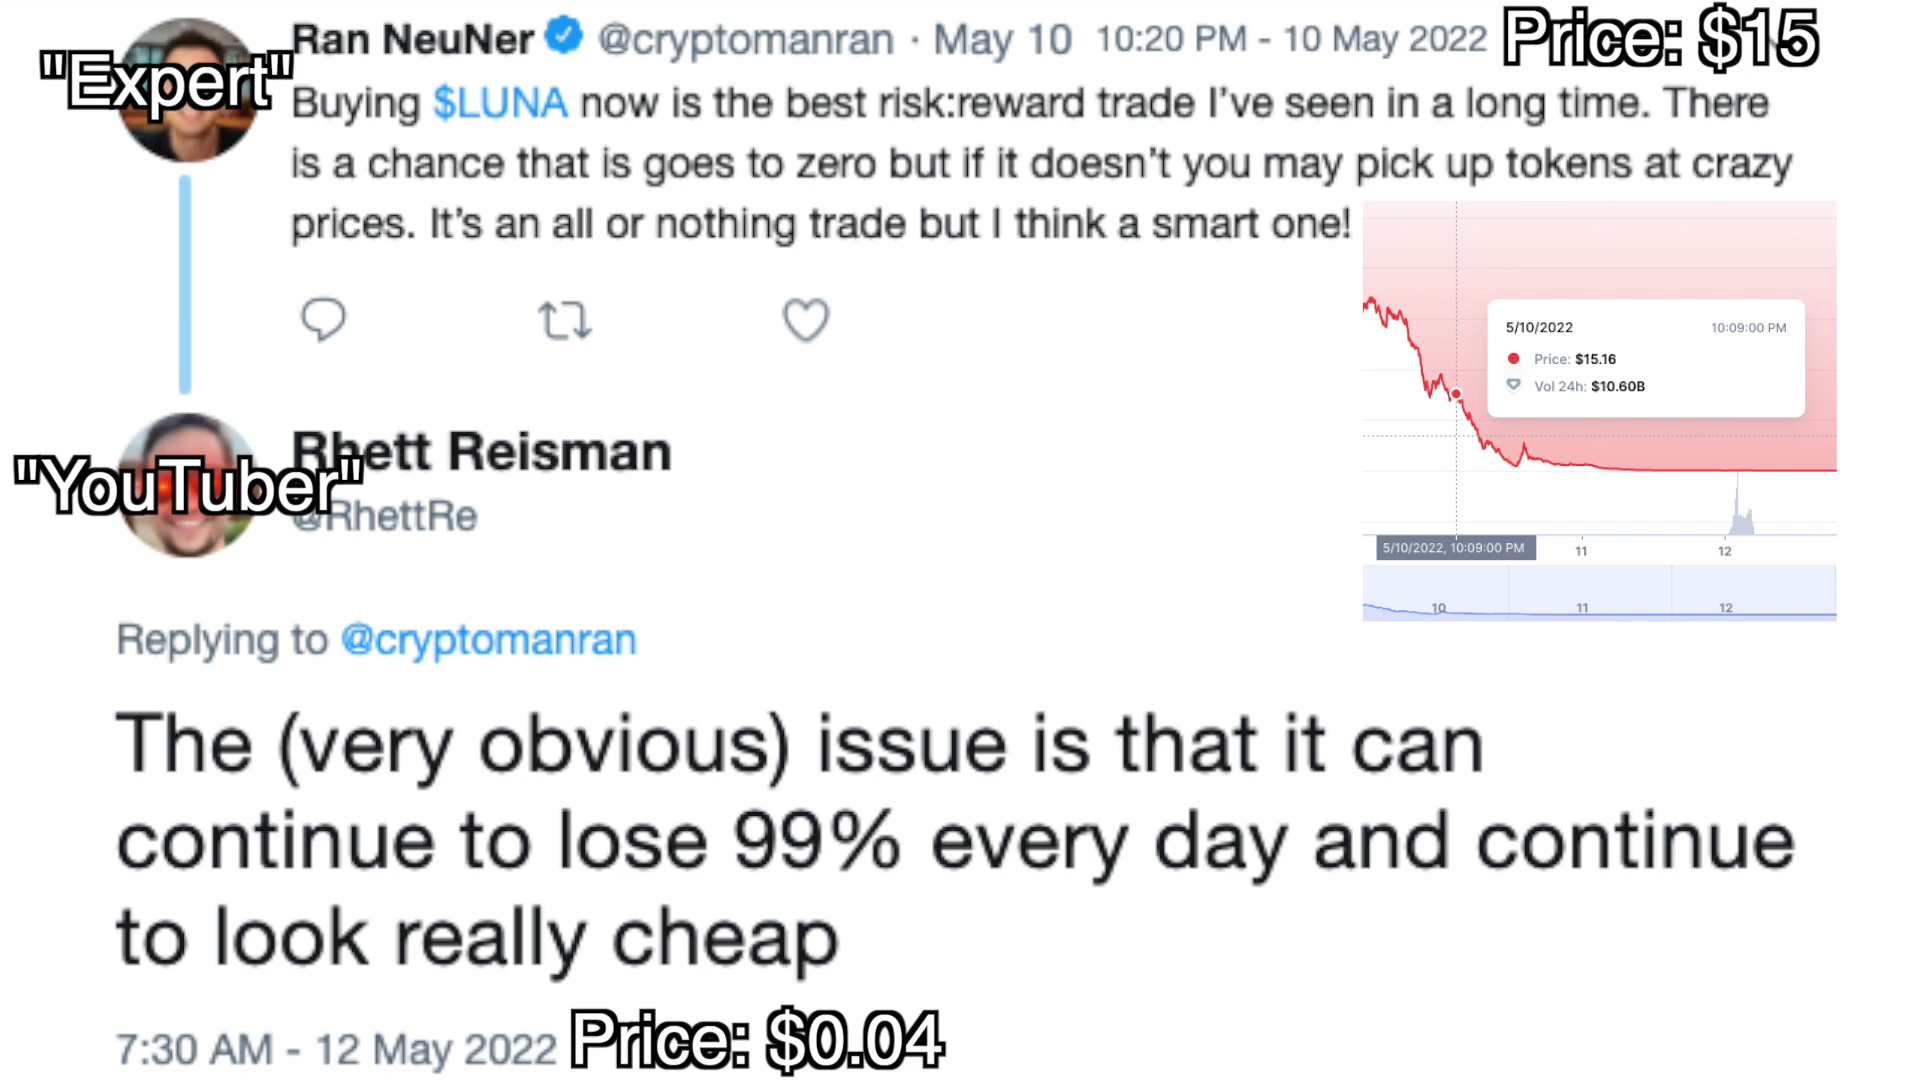 Ran NeuNer @cryptomanran · May 10 10:20 PM - 10 May 2022 Price: $15
"Expert"
Buying $LUNA now is the best risk:reward trade I've seen in a long time. There
is a chance that is goes to zero but if it doesn't you may pick up tokens at crazy
prices. It's an all or nothing trade but I think a smart one!
5/10/2022 10:09:00 PM
Price: $15.16
Vol 24h: $10.60B
5/10/2022, 10:09:00 PM 11 12
10 11 12
Rhett Reisman
"YouTuber"
@RhettRe
Replying to @cryptomanran
The (very obvious) issue is that it can
continue to lose 99% every day and continue
to look really cheap
7:30 AM - 12 May 2022 Price: $0.04